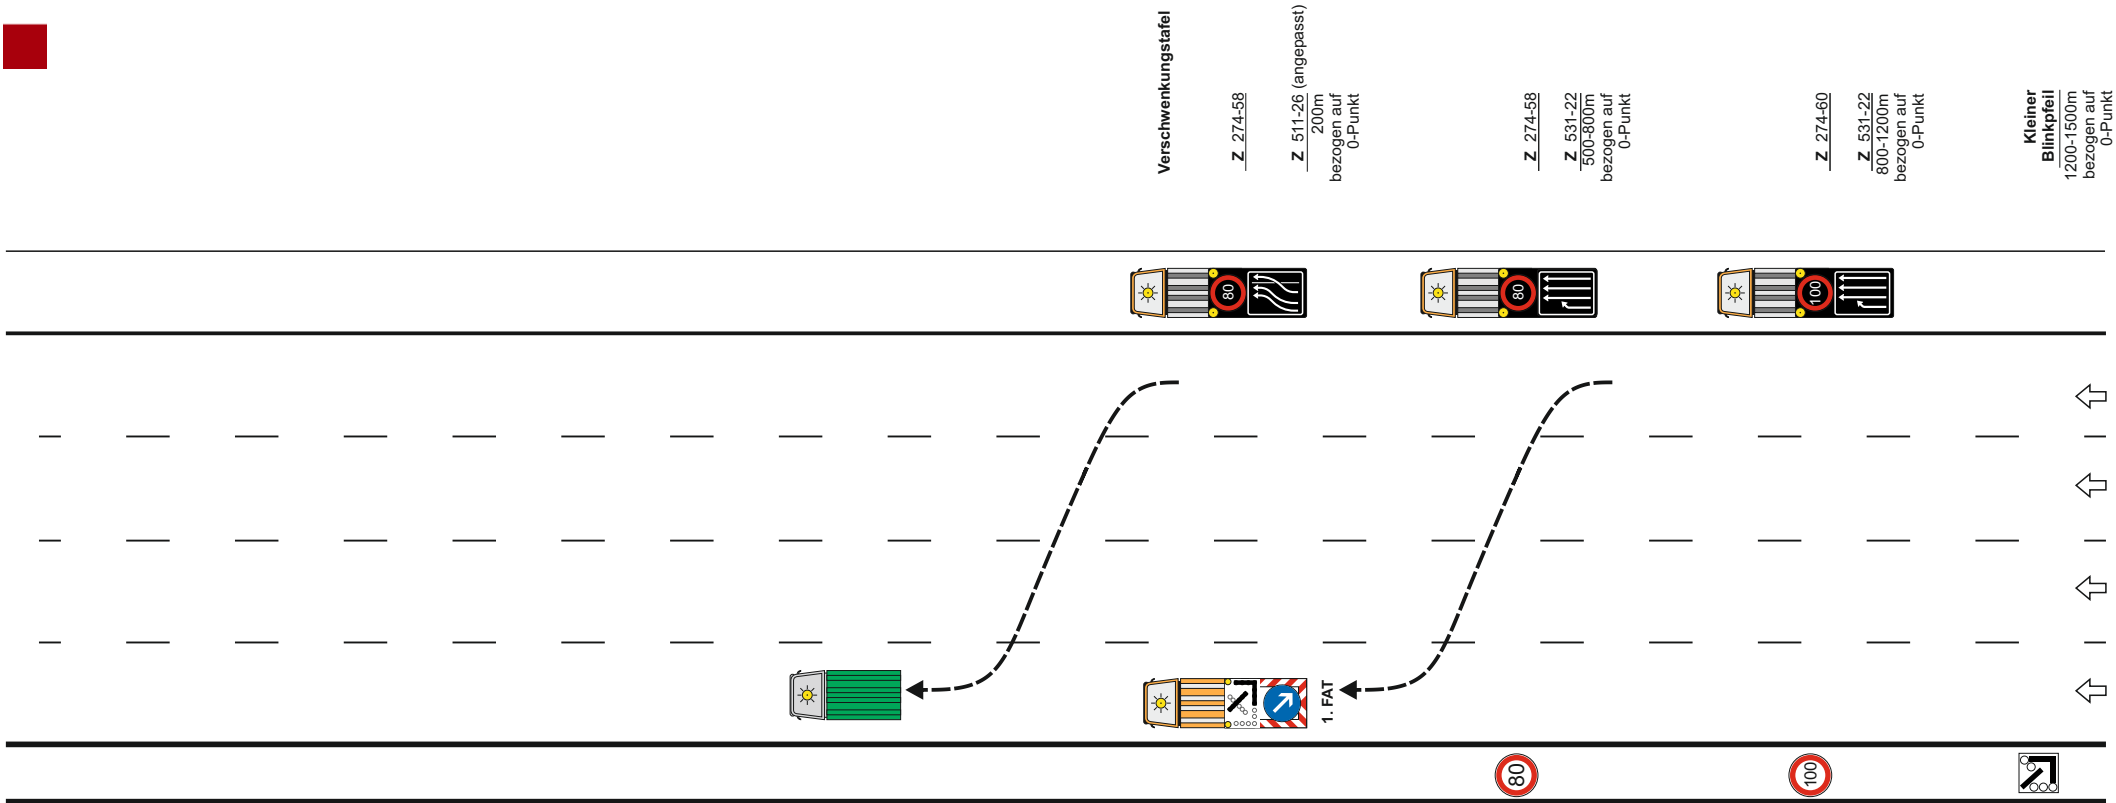 Verschwenkungstafel
Z 274-58
Z 511-26 (angepasst)
200m
bezogen auf
0-Punkt
Z 274-58
Z 531-22
500-800m
bezogen auf
0-Punkt
Z 274-60
Z 531-22
800-1200m
bezogen auf
0-Punkt
Kleiner
Blinkpfeil
1200-1500m
bezogen auf
0-Punkt
80
80
100
1. FAT
80
100